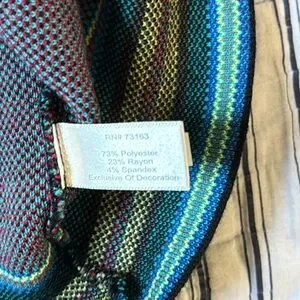 RN# 73163
73% Polyester
23% Rayon
4% Spandex
Exclusive Of Decoration